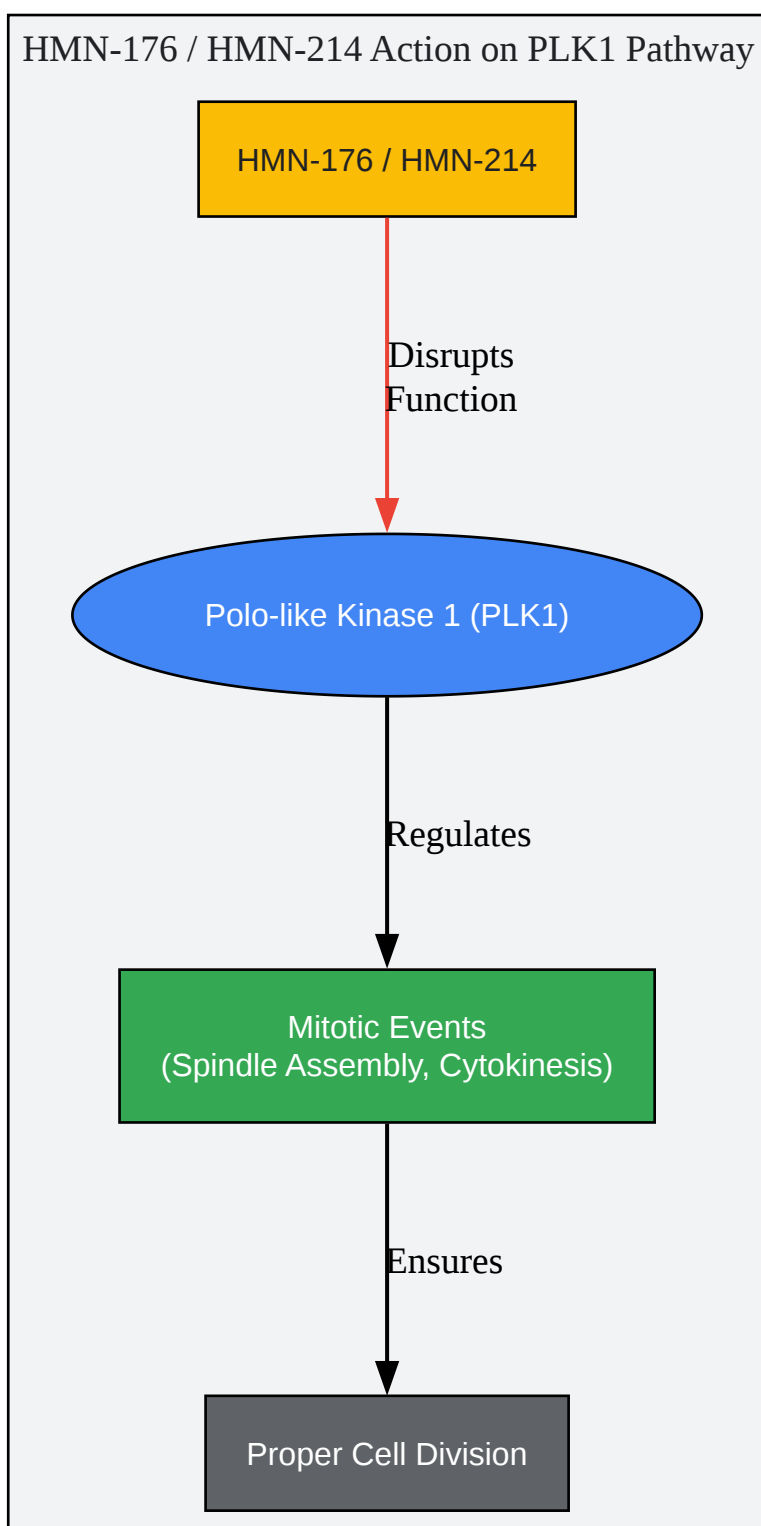 HMN-176 / HMN-214 Action on PLK1 Pathway
HMN-176 / HMN-214
Disrupts
Function
Polo-like Kinase 1 (PLK1)
Regulates
Mitotic Events
(Spindle Assembly, Cytokinesis)
Ensures
Proper Cell Division